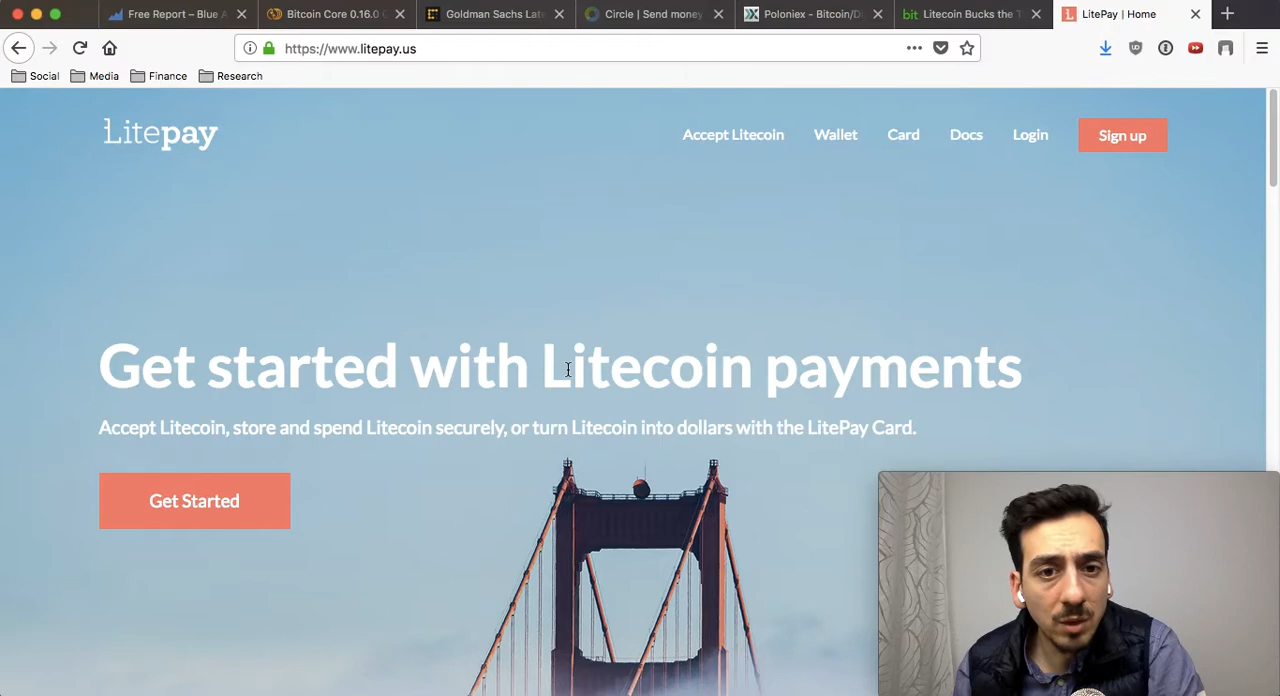 Free Report – Blue
Bitcoin Core 0.16.0
Goldman Sachs Late
Circle | Send money
Poloniex - Bitcoin/D
bit
Litecoin Bucks the T
LitePay | Home
https://www.litepay.us
Social
Media
Finance
Research
Litepay
Accept Litecoin
Wallet
Card
Docs
Login
Sign up
Get started with Litecoin payments
Accept Litecoin, store and spend Litecoin securely, or turn Litecoin into dollars with the LitePay Card.
Get Started